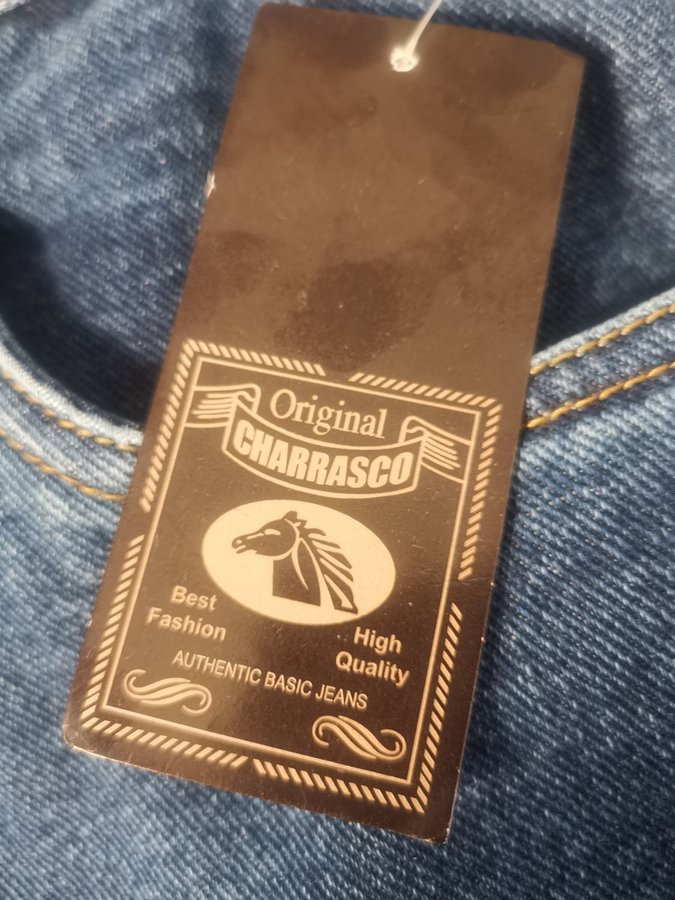 Original
CHARRASCO
Best
Fashion
High
Quality
AUTHENTIC BASIC JEANS